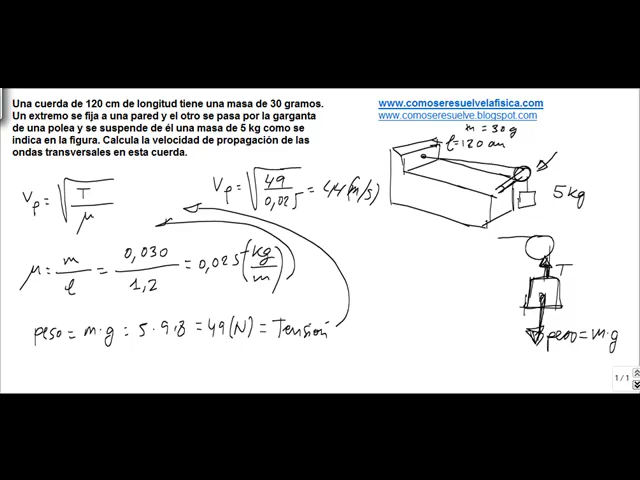 Una cuerda de 120 cm de longitud tiene una masa de 30 gramos.
Un extremo se fija a una pared y el otro se pasa por la garganta
de una polea y se suspende de él una masa de 5 kg como se
indica en la figura. Calcula la velocidad de propagación de las
ondas transversales en esta cuerda.
www.comoseresuelvelafisica.com
www.comoseresuelve.blogspot.com
m = 30g
l = 120 cm
5 kg
Vp = √(T/μ)
Vp = √(49/0,025) = 44 (m/s)
μ = m/l = 0,030/1,2 = 0,025 (kg/m)
peso = m·g = 5·9,8 = 49 (N) = Tensión
T
peso = m·g
1/1